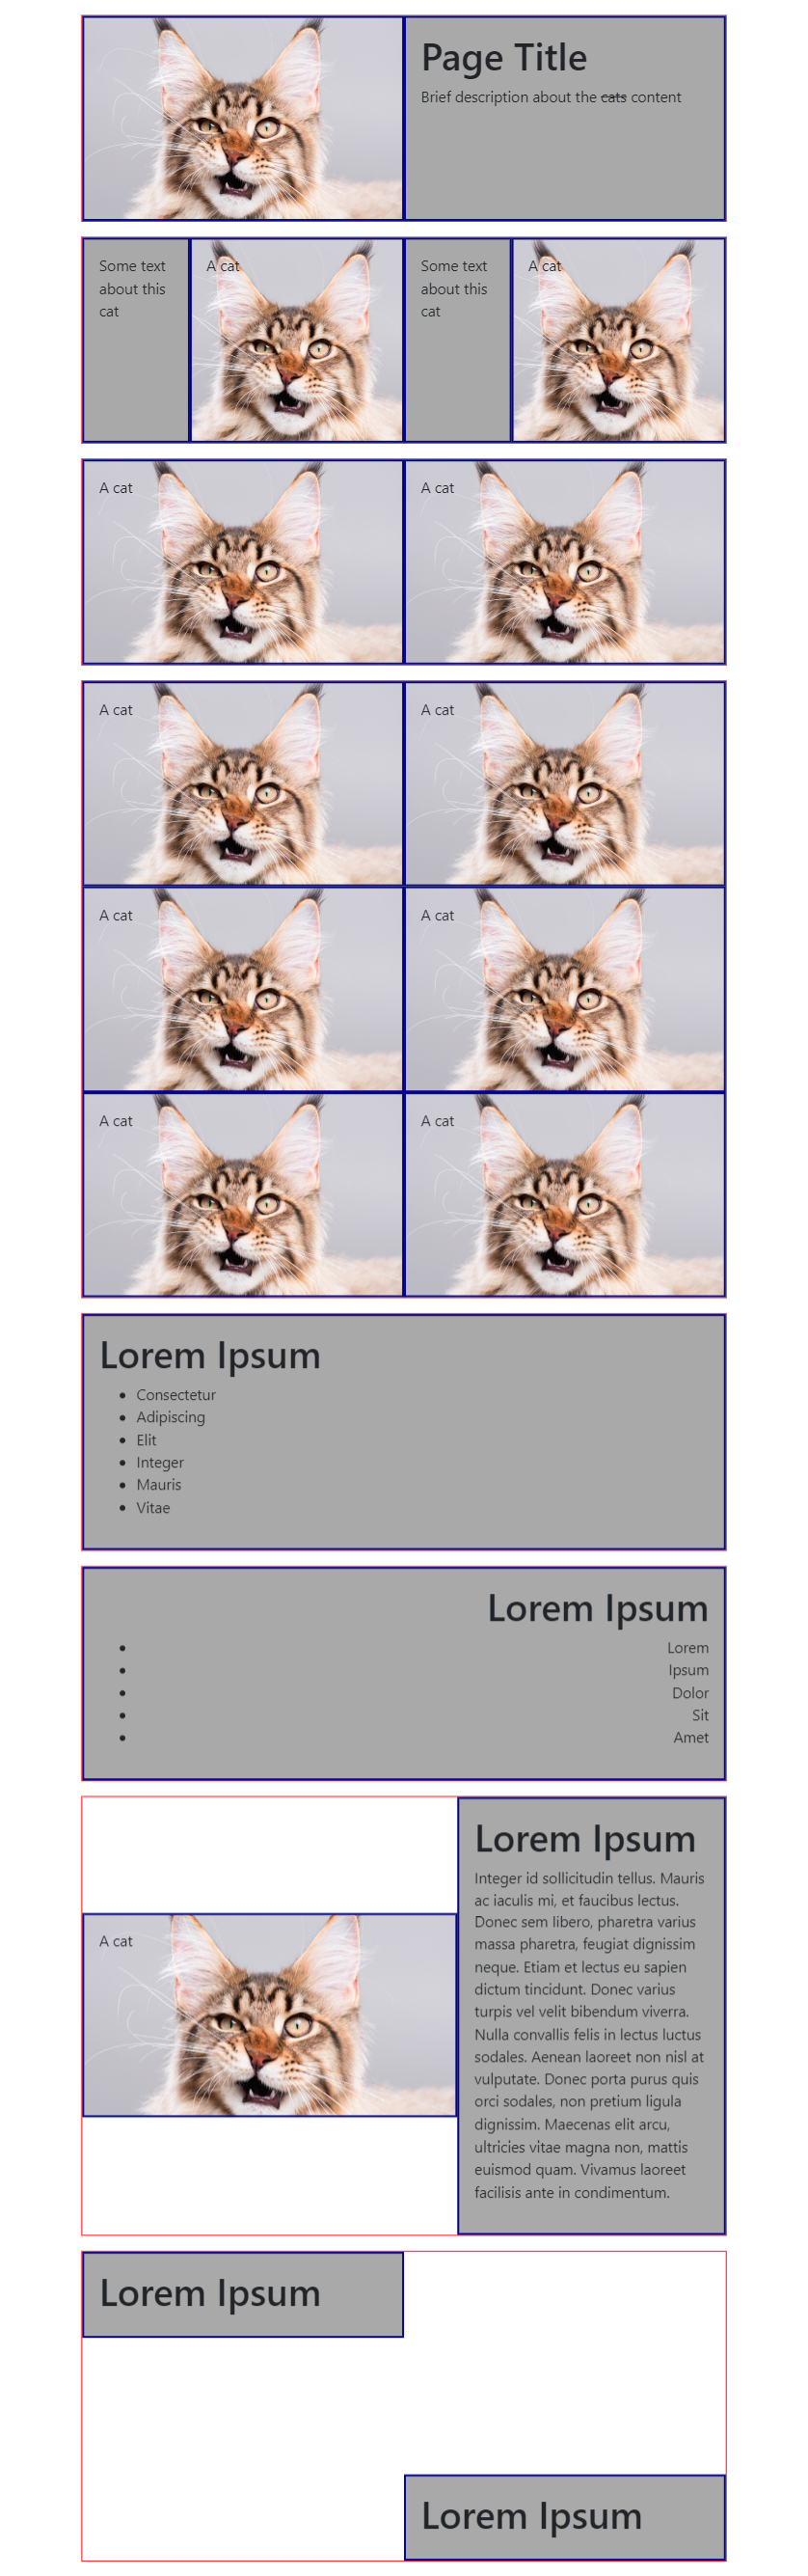 Page Title
Brief description about the cats content
Some text
about this
cat
A cat
Some text
about this
cat
A cat
A cat
A cat
A cat
A cat
A cat
A cat
A cat
A cat
Lorem Ipsum
• Consectetur
• Adipiscing
• Elit
• Integer
• Mauris
• Vitae
Lorem Ipsum
• Lorem
• Ipsum
• Dolor
• Sit
• Amet
A cat
Lorem Ipsum
Integer id sollicitudin tellus. Mauris
ac iaculis mi, et faucibus lectus.
Donec sem libero, pharetra varius
massa pharetra, feugiat dignissim
neque. Etiam et lectus eu sapien
dictum tincidunt. Donec varius
turpis vel velit bibendum viverra.
Nulla convallis felis in lectus luctus
sodales. Aenean laoreet non nisl at
vulputate. Donec porta purus quis
orci sodales, non pretium ligula
dignissim. Maecenas elit arcu,
ultricies vitae magna non, mattis
euismod quam. Vivamus laoreet
facilisis ante in condimentum.
Lorem Ipsum
Lorem Ipsum